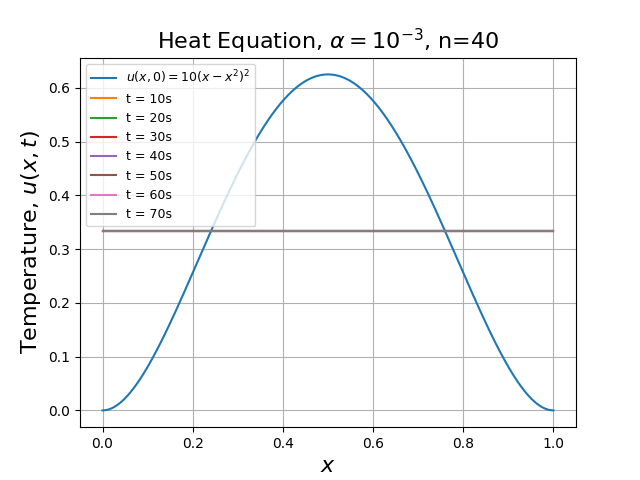 Heat Equation, α = 10⁻³, n=40
u(x, 0) = 10(x − x²)²
t = 10s
t = 20s
t = 30s
t = 40s
t = 50s
t = 60s
t = 70s
Temperature, u(x, t)
0.6
0.5
0.4
0.3
0.2
0.1
0.0
0.0 0.2 0.4 0.6 0.8 1.0
x